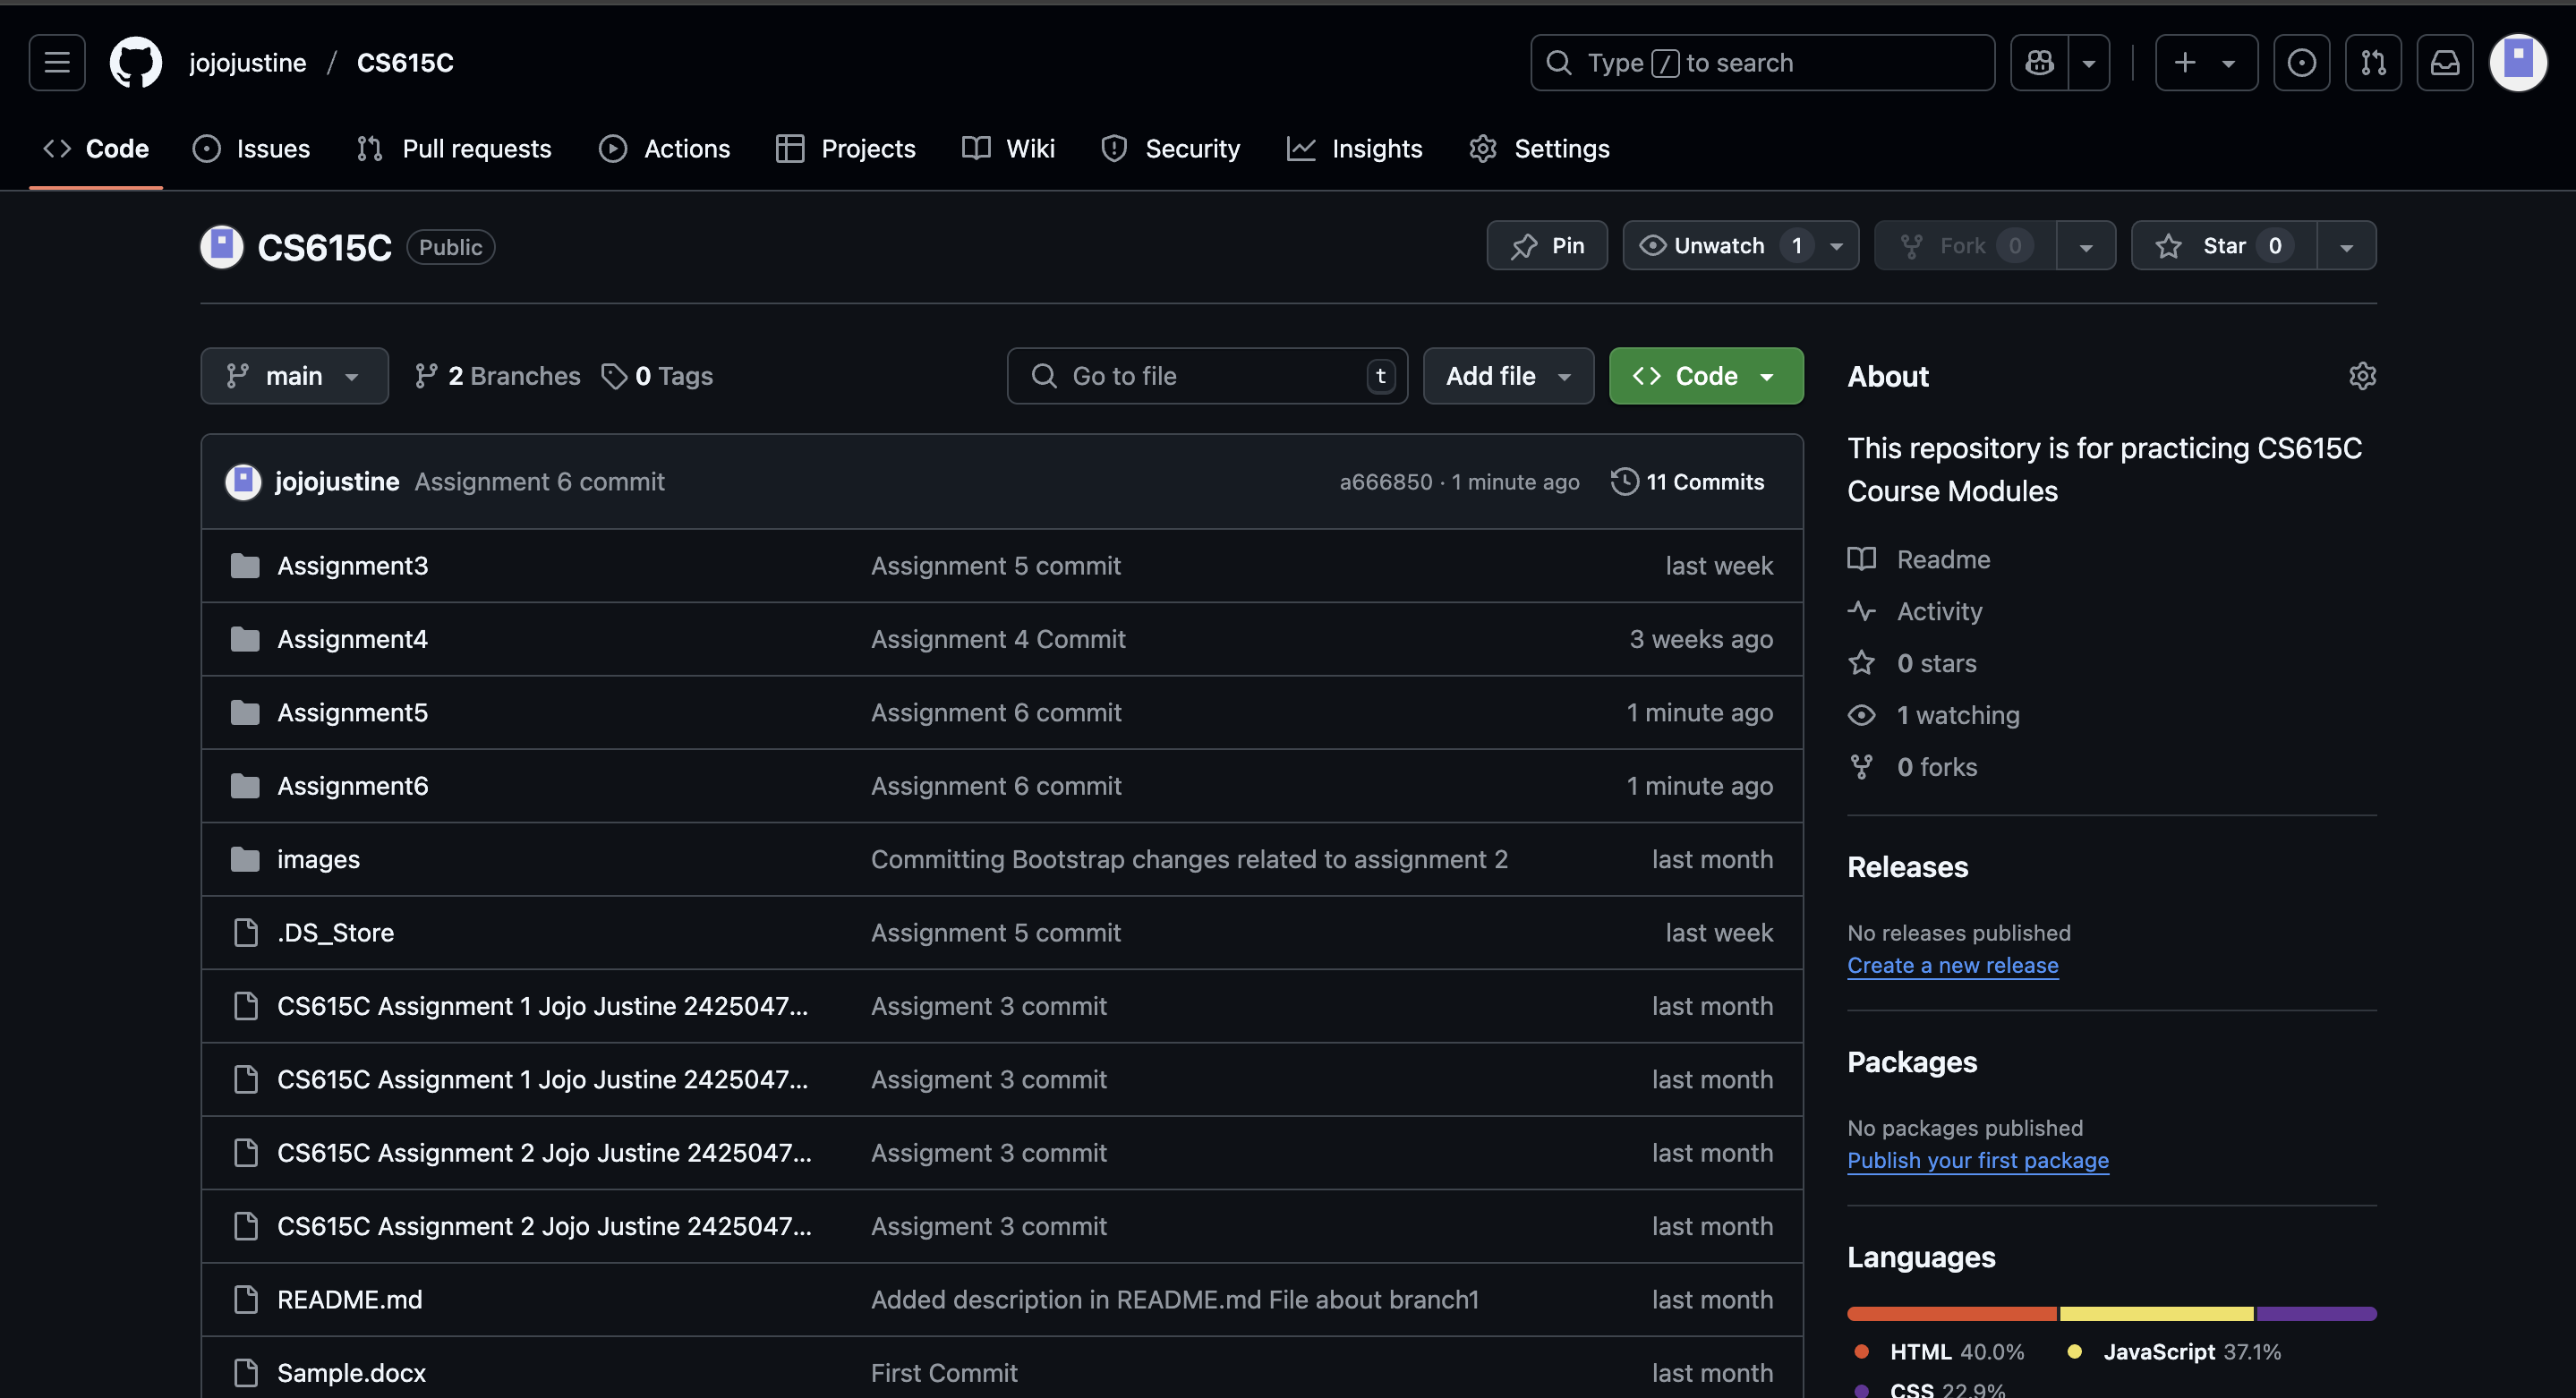 jojojustine / CS615C
Type / to search
Code Issues Pull requests Actions Projects Wiki Security Insights Settings
CS615C Public
Pin Unwatch 1 Fork 0 Star 0
main 2 Branches 0 Tags Go to file t Add file Code
jojojustine Assignment 6 commit a666850 · 1 minute ago 11 Commits
Assignment3 Assignment 5 commit last week
Assignment4 Assignment 4 Commit 3 weeks ago
Assignment5 Assignment 6 commit 1 minute ago
Assignment6 Assignment 6 commit 1 minute ago
images Committing Bootstrap changes related to assignment 2 last month
.DS_Store Assignment 5 commit last week
CS615C Assignment 1 Jojo Justine 2425047... Assigment 3 commit last month
CS615C Assignment 1 Jojo Justine 2425047... Assigment 3 commit last month
CS615C Assignment 2 Jojo Justine 2425047... Assigment 3 commit last month
CS615C Assignment 2 Jojo Justine 2425047... Assigment 3 commit last month
README.md Added description in README.md File about branch1 last month
Sample.docx First Commit last month
About
This repository is for practicing CS615C
Course Modules
Readme
Activity
0 stars
1 watching
0 forks
Releases
No releases published
Create a new release
Packages
No packages published
Publish your first package
Languages
HTML 40.0% JavaScript 37.1%
CSS 22.9%